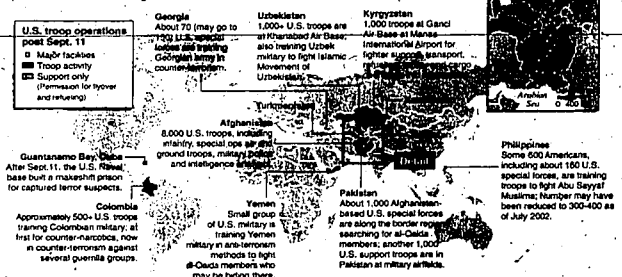 U.S. troop operations
post Sept. 11
Major facilities
Troop activity
Support only
(Permission for flyover
and refueling)
Georgia
About 70 (may go to
150) U.S. special
forces are training
Georgian army in
counter-terrorism.
Uzbekistan
1,000+ U.S. troops are
at Khanabad Air Base;
also training Uzbek
military to fight Islamic
Movement of
Uzbekistan.
Kyrgyzstan
1,000 troops at Ganci
Air Base at Manas
International Airport for
fighter support, transport,
Arabian
Sea
0 400
Turkmenistan
Afghanistan
8,000 U.S. troops, including
infantry, special ops air and
ground troops, military police
and intelligence
Detail
Guantanamo Bay, Cuba
After Sept.11, the U.S. Naval
base built a makeshift prison
for captured terror suspects.
Colombia
Approximately 500+ U.S. troops
training Colombian military; at
first for counter-narcotics, now
in counter-terrorism against
several guerrilla groups.
Yemen
Small group
of U.S. military is
training Yemen
military in anti-terrorism
methods to fight
al-Qaida members who
may be hiding there.
Pakistan
About 1,000 Afghanistan-
based U.S. special forces
are along the border region
searching for al-Qaida
members; another 1,000
U.S. support troops are in
Pakistan at military airfields.
Philippines
Some 600 Americans,
including about 160 U.S.
special forces, are training
troops to fight Abu Sayyaf
Muslims; Number may have
been reduced to 300-400 as
of July 2002.